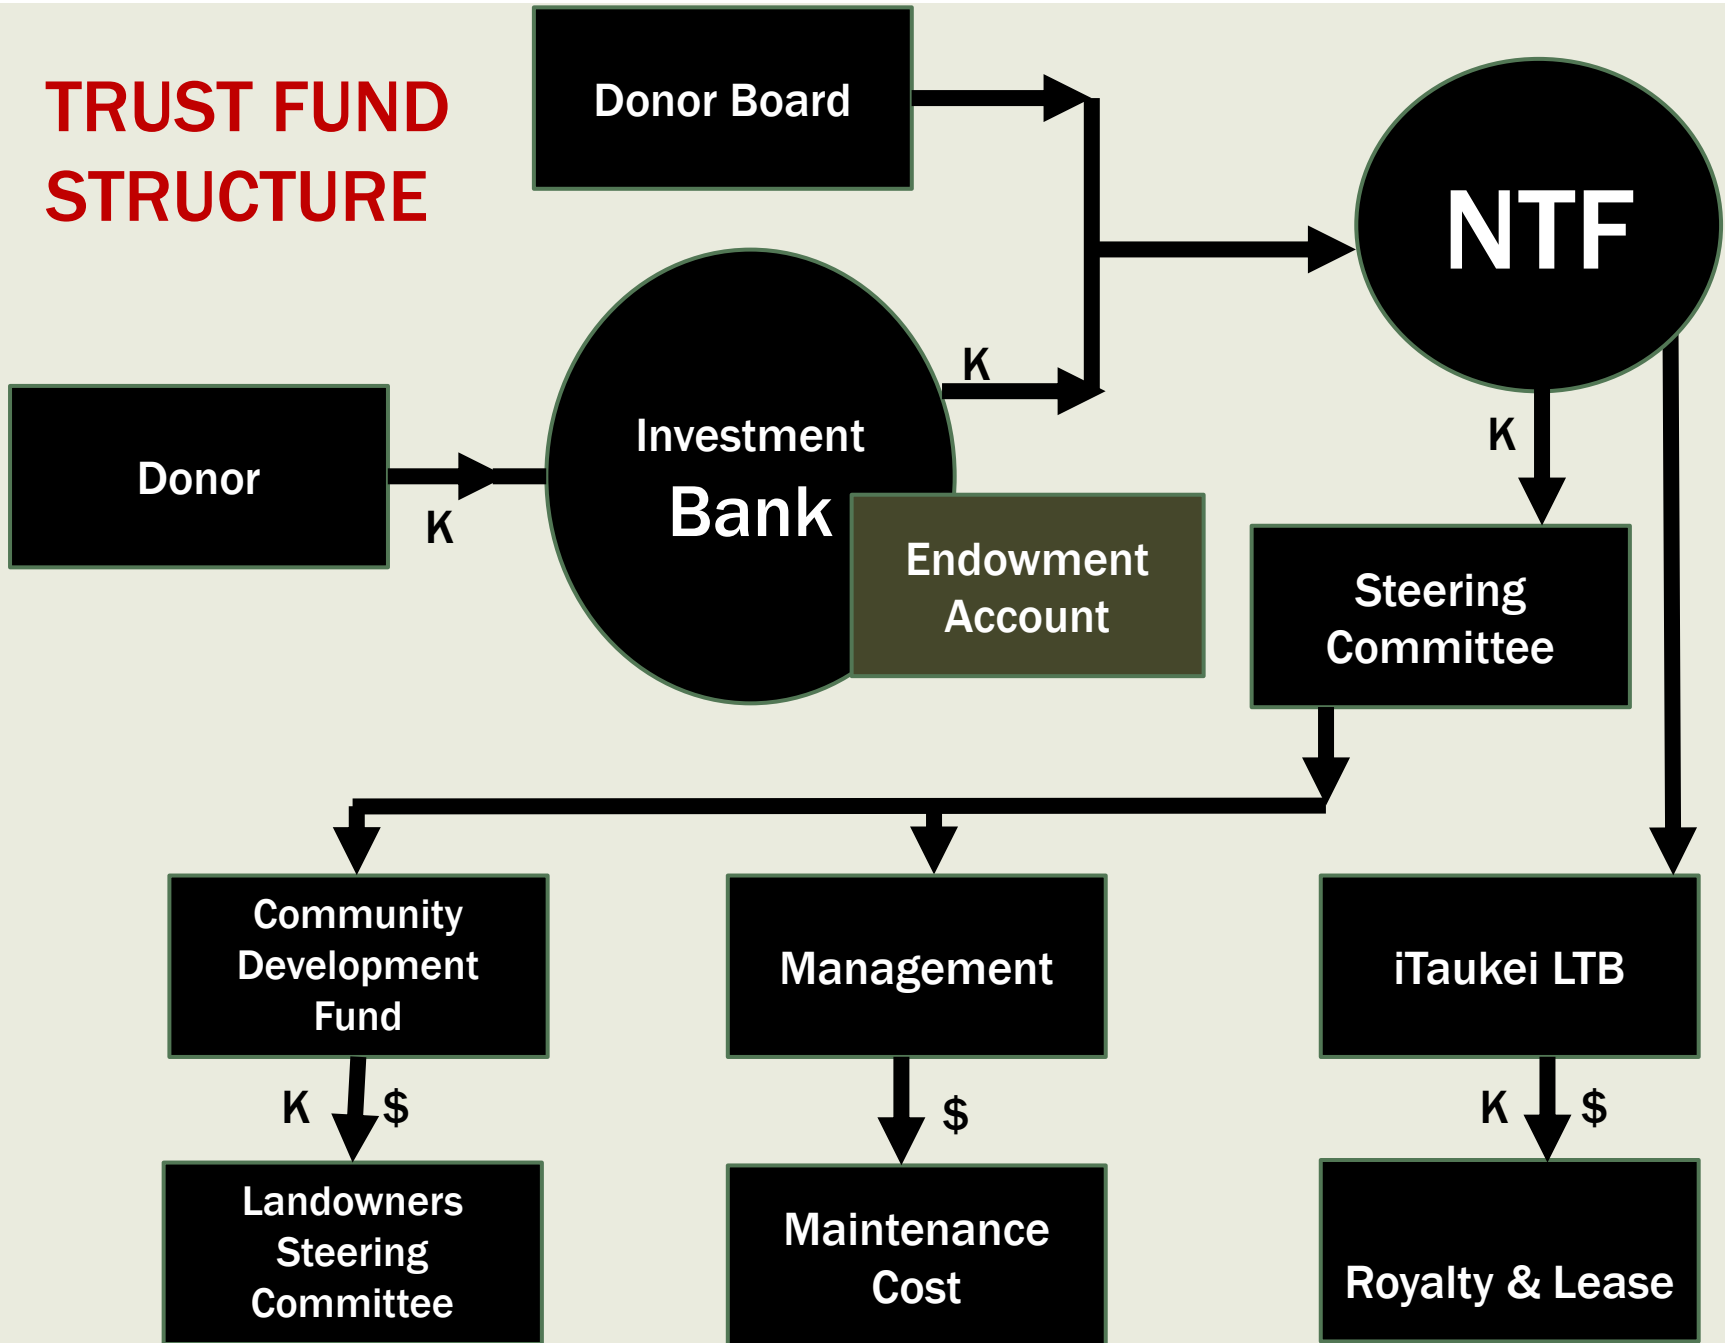 TRUST FUND
STRUCTURE
Donor Board
NTF
Donor
K
Investment
Bank
K
Endowment
Account
K
Steering
Committee
Community
Development
Fund
Management
iTaukei LTB
K $
$
K $
Landowners
Steering
Committee
Maintenance
Cost
Royalty & Lease